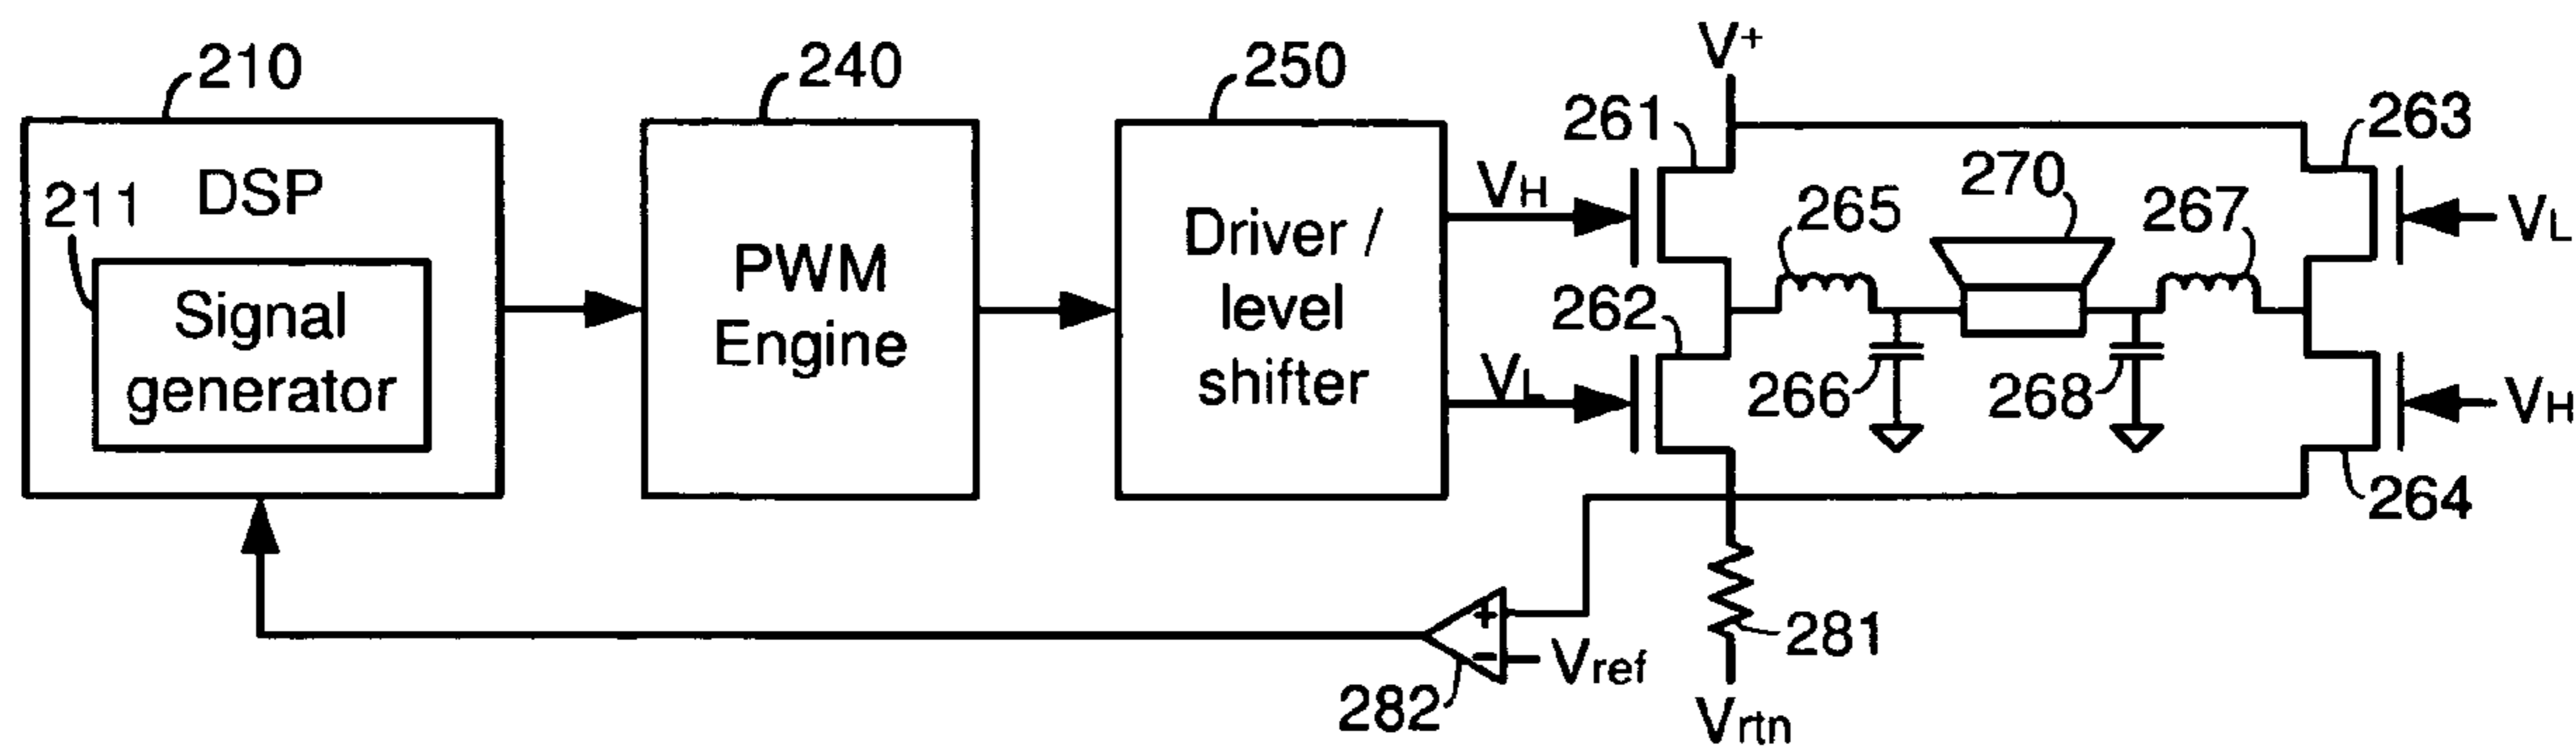 210
240
250
V+
261
263
DSP
211
Signal
generator
PWM
Engine
Driver /
level
shifter
VH
VL
265
270
267
VL
262
266
268
VH
264
+
−
Vref
281
282
Vrtn